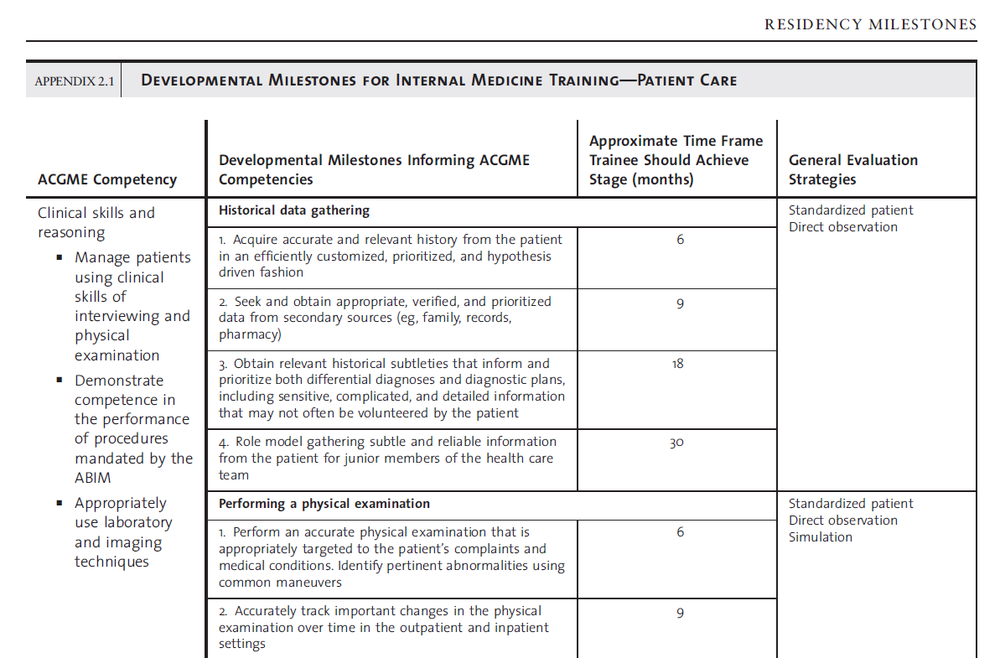 RESIDENCY MILESTONES
APPENDIX 2.1
DEVELOPMENTAL MILESTONES FOR INTERNAL MEDICINE TRAINING—PATIENT CARE
ACGME Competency
Developmental Milestones Informing ACGME
Competencies
Approximate Time Frame
Trainee Should Achieve
Stage (months)
General Evaluation
Strategies
Clinical skills and
reasoning
▪ Manage patients
using clinical
skills of
interviewing and
physical
examination
▪ Demonstrate
competence in
the performance
of procedures
mandated by the
ABIM
▪ Appropriately
use laboratory
and imaging
techniques
Historical data gathering
1. Acquire accurate and relevant history from the patient
in an efficiently customized, prioritized, and hypothesis
driven fashion
6
2. Seek and obtain appropriate, verified, and prioritized
data from secondary sources (eg, family, records,
pharmacy)
9
3. Obtain relevant historical subtleties that inform and
prioritize both differential diagnoses and diagnostic plans,
including sensitive, complicated, and detailed information
that may not often be volunteered by the patient
18
4. Role model gathering subtle and reliable information
from the patient for junior members of the health care
team
30
Standardized patient
Direct observation
Performing a physical examination
1. Perform an accurate physical examination that is
appropriately targeted to the patient's complaints and
medical conditions. Identify pertinent abnormalities using
common maneuvers
6
2. Accurately track important changes in the physical
examination over time in the outpatient and inpatient
settings
9
Standardized patient
Direct observation
Simulation